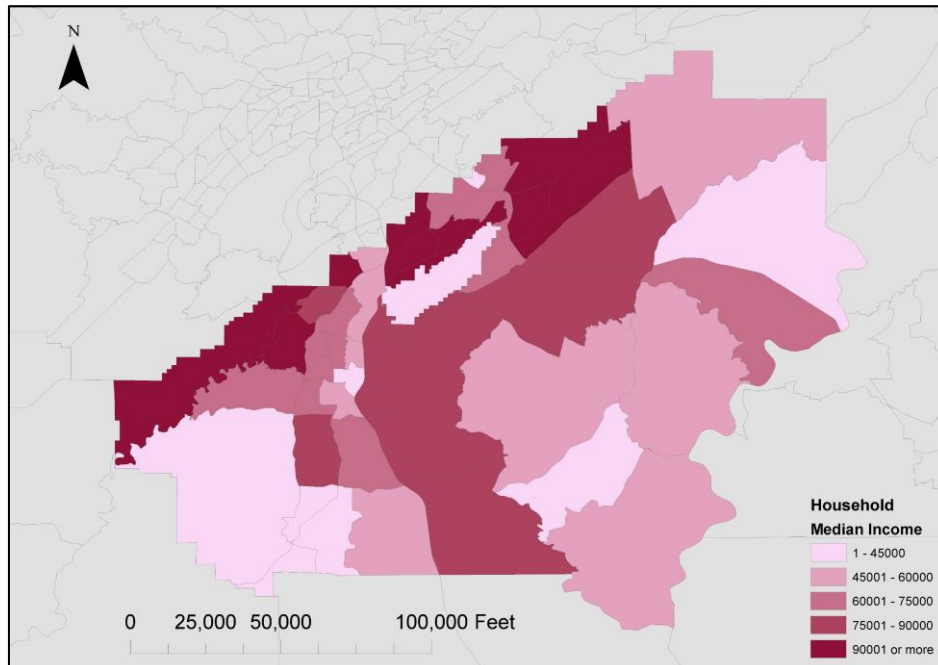 N
Household
Median Income
1 - 45000
45001 - 60000
60001 - 75000
75001 - 90000
90001 or more
0 25,000 50,000 100,000 Feet